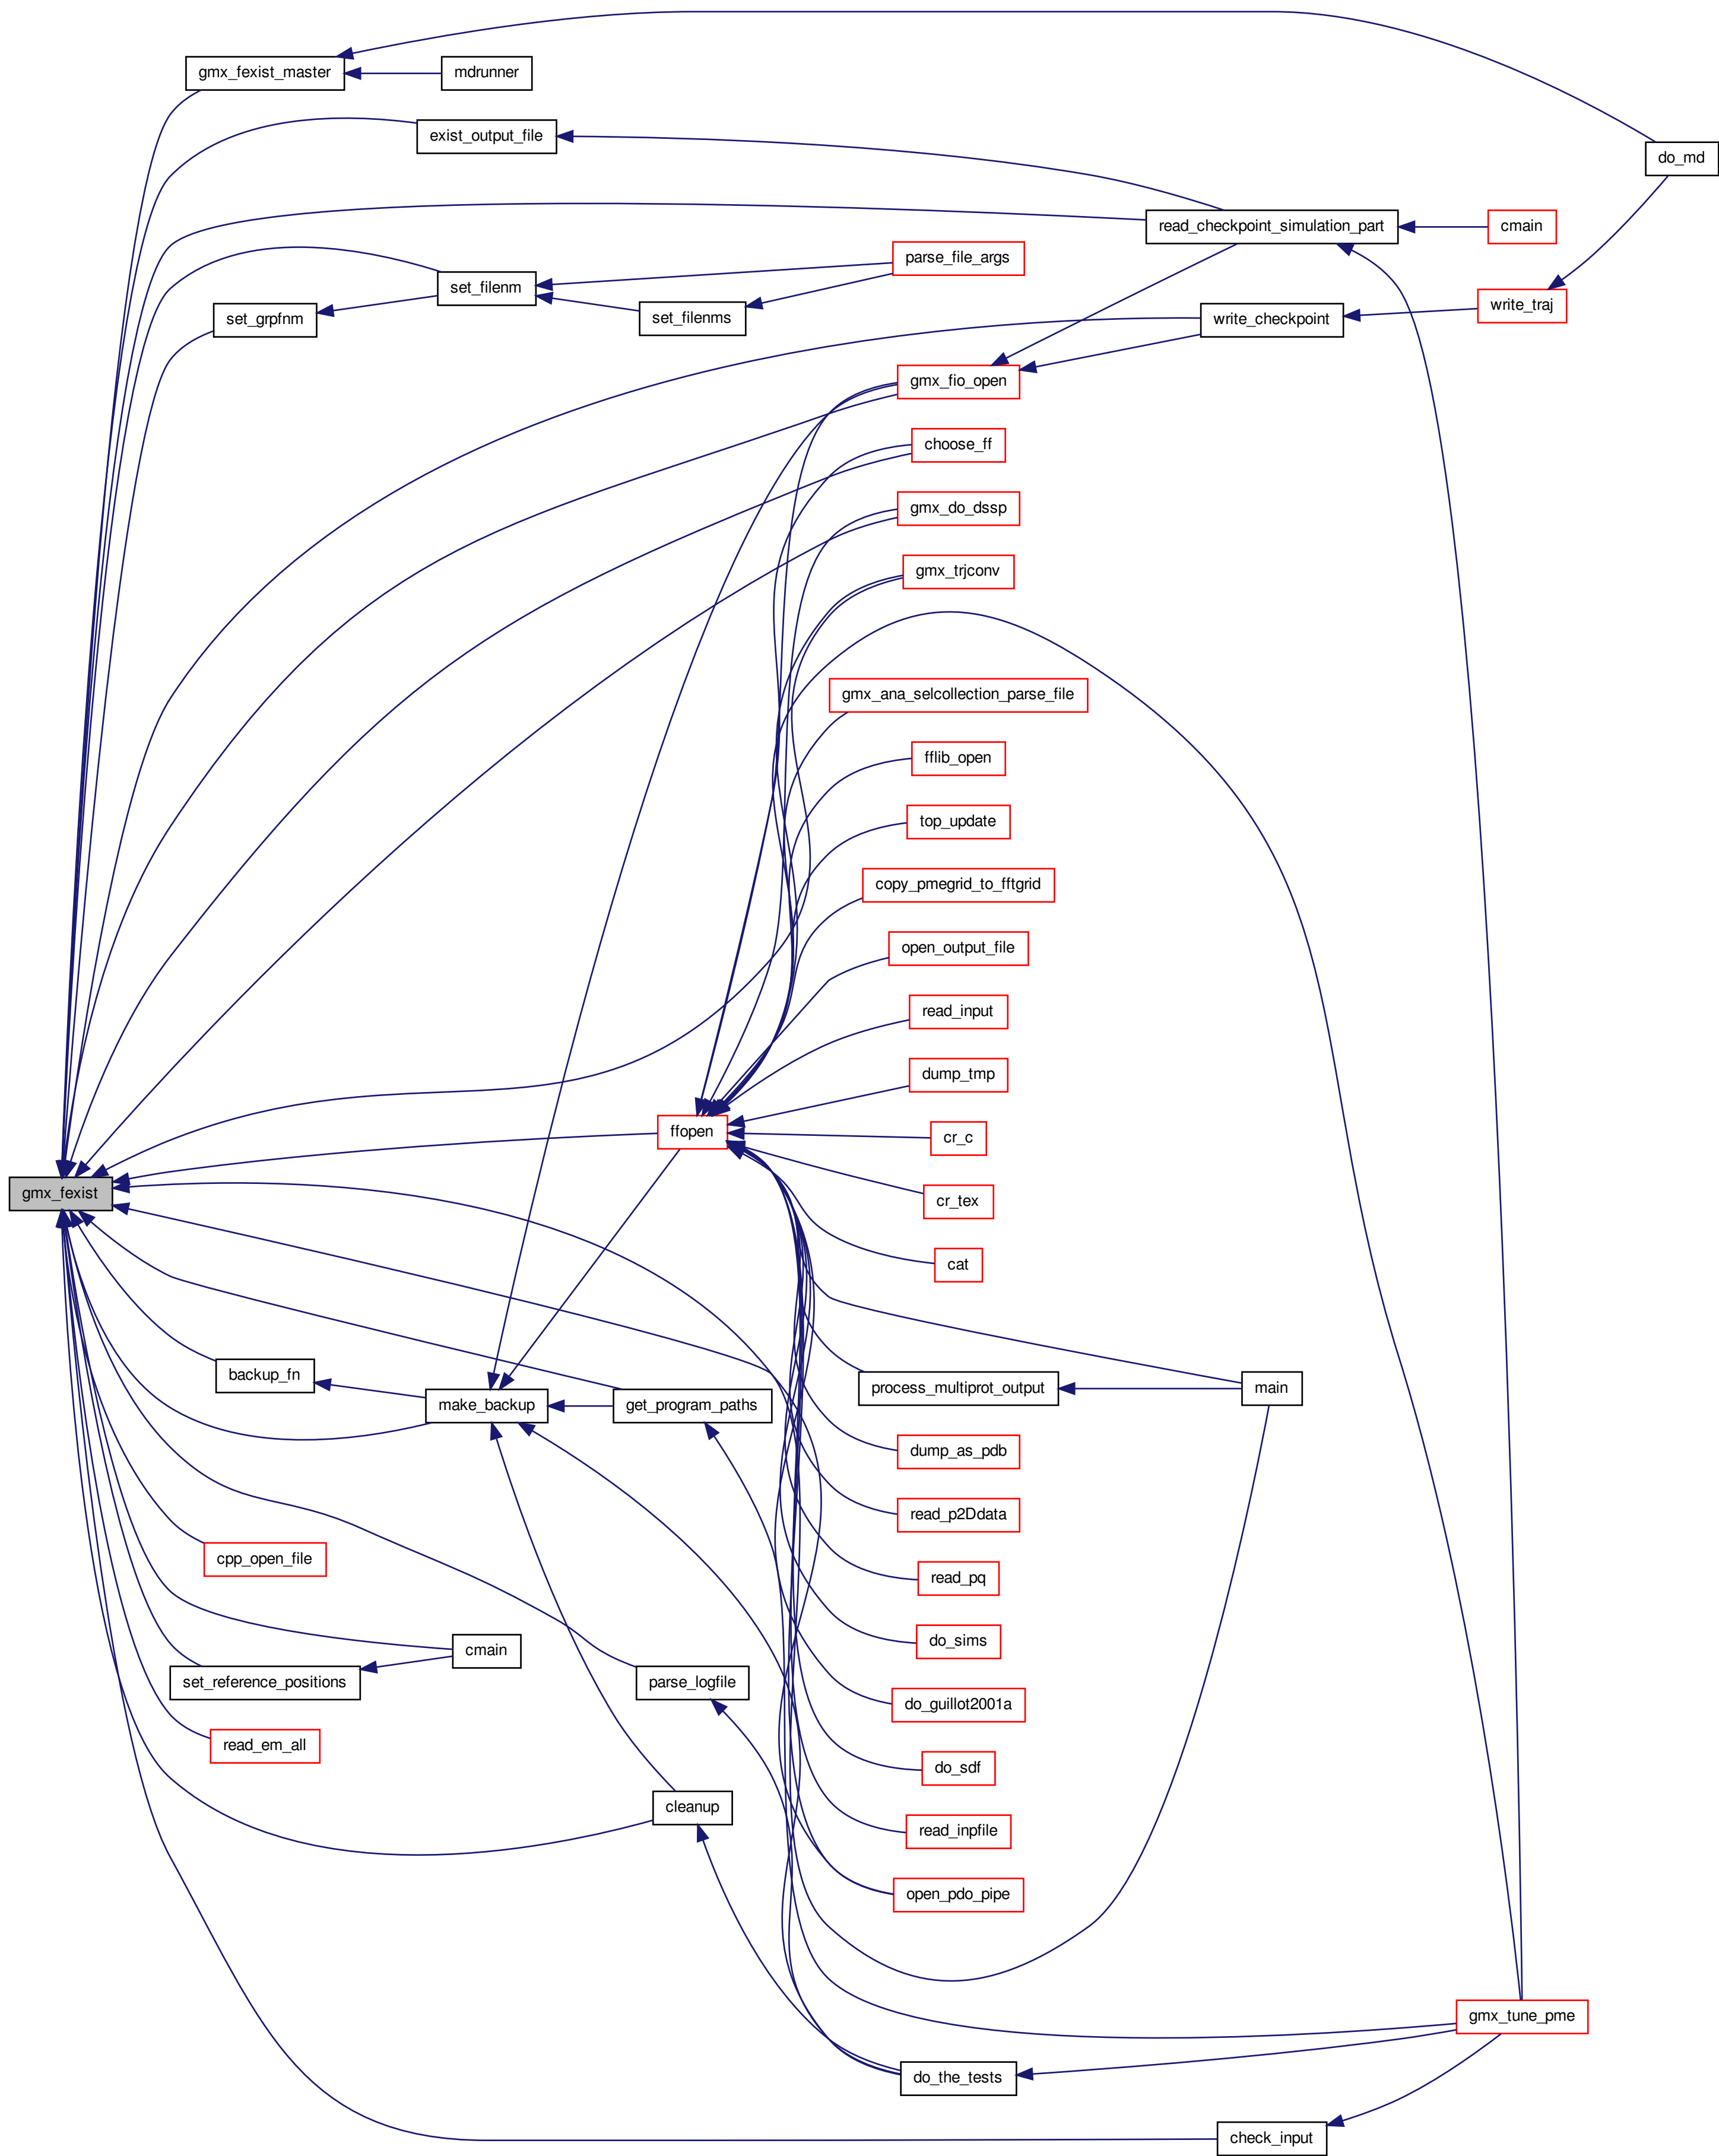 gmx_fexist_master
mdrunner
exist_output_file
do_md
read_checkpoint_simulation_part
cmain
parse_file_args
set_filenm
write_traj
set_grpfnm
set_filenms
write_checkpoint
gmx_fio_open
choose_ff
gmx_do_dssp
gmx_trjconv
gmx_ana_selcollection_parse_file
fflib_open
top_update
copy_pmegrid_to_fftgrid
open_output_file
read_input
dump_tmp
ffopen
cr_c
gmx_fexist
cr_tex
cat
backup_fn
process_multiprot_output
main
make_backup
get_program_paths
dump_as_pdb
read_p2Ddata
cpp_open_file
read_pq
do_sims
cmain
set_reference_positions
parse_logfile
do_guillot2001a
read_em_all
do_sdf
cleanup
read_inpfile
open_pdo_pipe
gmx_tune_pme
do_the_tests
check_input